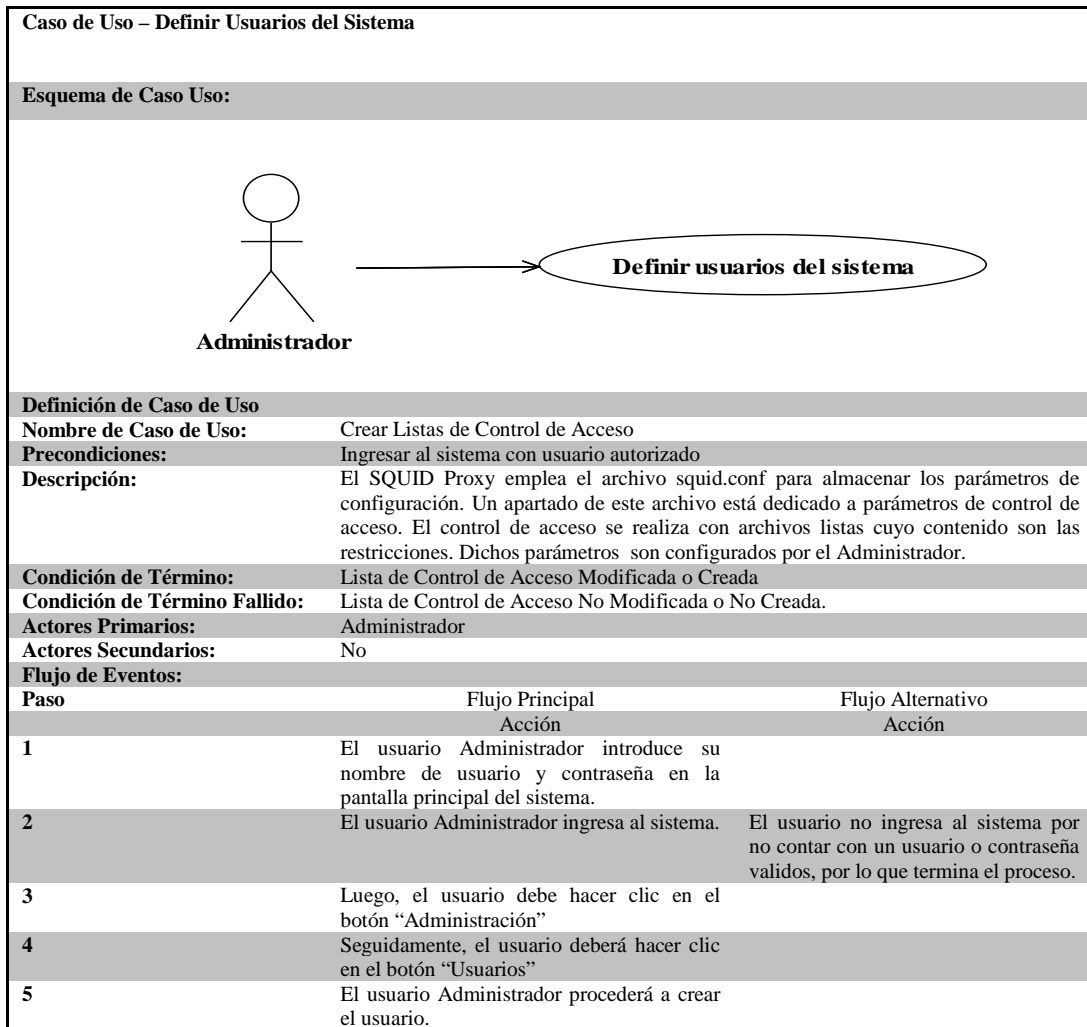 Caso de Uso – Definir Usuarios del Sistema
Esquema de Caso Uso:
Definir usuarios del sistema
Administrador
Definición de Caso de Uso
Nombre de Caso de Uso: Crear Listas de Control de Acceso
Precondiciones: Ingresar al sistema con usuario autorizado
Descripción: El SQUID Proxy emplea el archivo squid.conf para almacenar los parámetros de
configuración. Un apartado de este archivo está dedicado a parámetros de control de
acceso. El control de acceso se realiza con archivos listas cuyo contenido son las
restricciones. Dichos parámetros son configurados por el Administrador.
Condición de Término: Lista de Control de Acceso Modificada o Creada
Condición de Término Fallido: Lista de Control de Acceso No Modificada o No Creada.
Actores Primarios: Administrador
Actores Secundarios: No
Flujo de Eventos:
Paso Flujo Principal Flujo Alternativo
Acción Acción
1 El usuario Administrador introduce su
nombre de usuario y contraseña en la
pantalla principal del sistema.
2 El usuario Administrador ingresa al sistema. El usuario no ingresa al sistema por
no contar con un usuario o contraseña
validos, por lo que termina el proceso.
3 Luego, el usuario debe hacer clic en el
botón “Administración”
4 Seguidamente, el usuario deberá hacer clic
en el botón “Usuarios”
5 El usuario Administrador procederá a crear
el usuario.